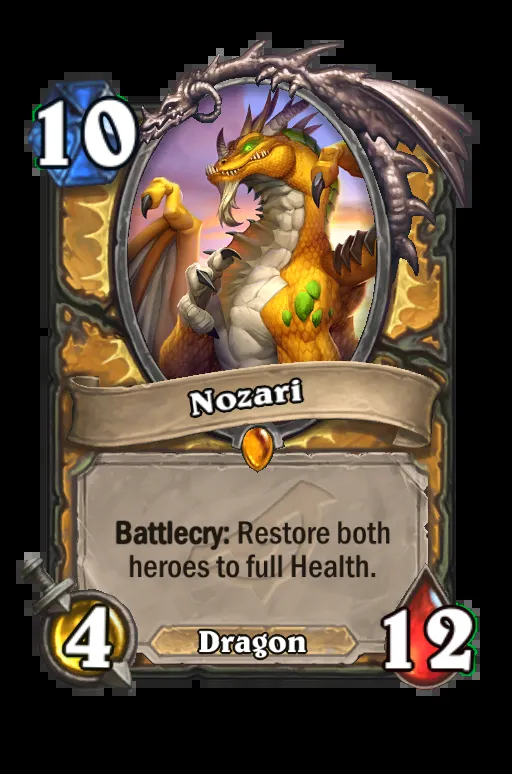 10
Nozari
Battlecry: Restore both
heroes to full Health.
4
Dragon
12